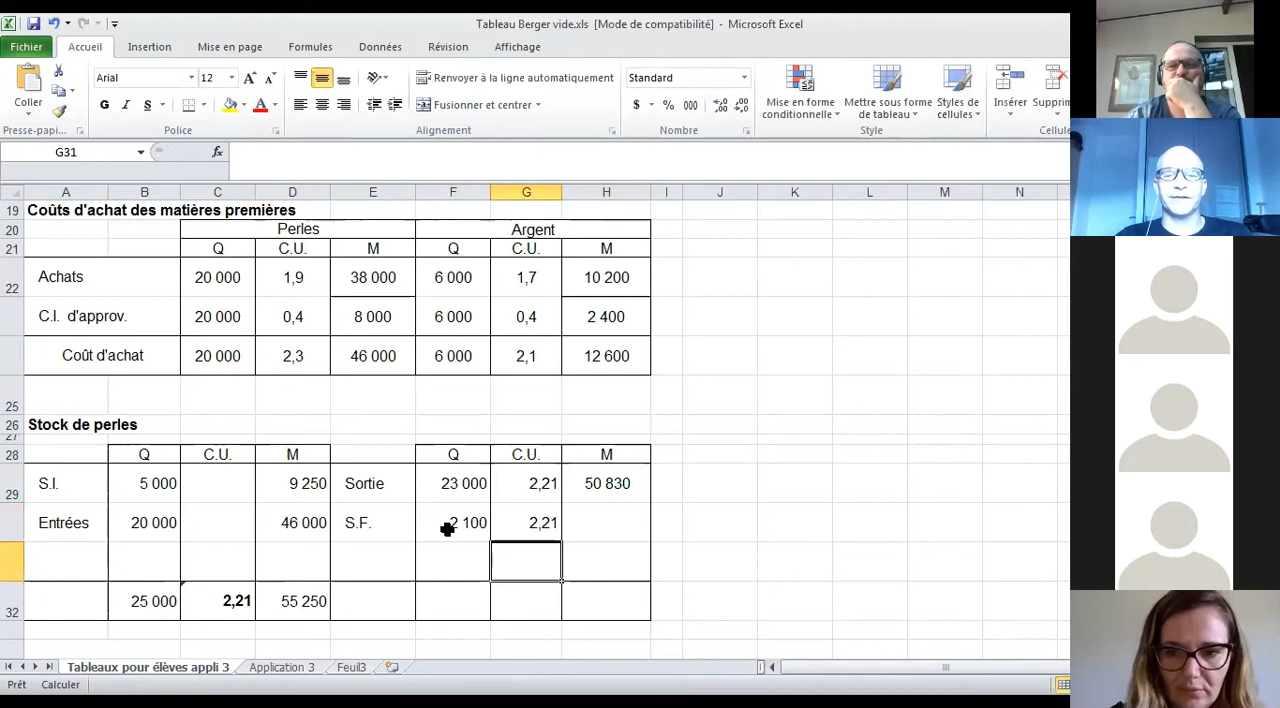 Tableau Berger vide.xls [Mode de compatibilité] - Microsoft Excel
Fichier Accueil Insertion Mise en page Formules Données Révision Affichage
Arial 12 Renvoyer à la ligne automatiquement Standard
Coller G I S Fusionner et centrer $ % 000 Mise en forme conditionnelle Mettre sous forme de tableau Styles de cellules Insérer Supprim
Presse-papi... Police Alignement Nombre Style Cellule
G31 fx
A B C D E F G H I J K L M N
19 Coûts d'achat des matières premières
20 Perles Argent
21 Q C.U. M Q C.U. M
22 Achats 20 000 1,9 38 000 6 000 1,7 10 200
C.I. d'approv. 20 000 0,4 8 000 6 000 0,4 2 400
Coût d'achat 20 000 2,3 46 000 6 000 2,1 12 600
25
26 Stock de perles
27
28 Q C.U. M Q C.U. M
29 S.I. 5 000 9 250 Sortie 23 000 2,21 50 830
Entrées 20 000 46 000 S.F. 2 100 2,21
32 25 000 2,21 55 250
Tableaux pour élèves appli 3 Application 3 Feuil3
Prêt Calculer